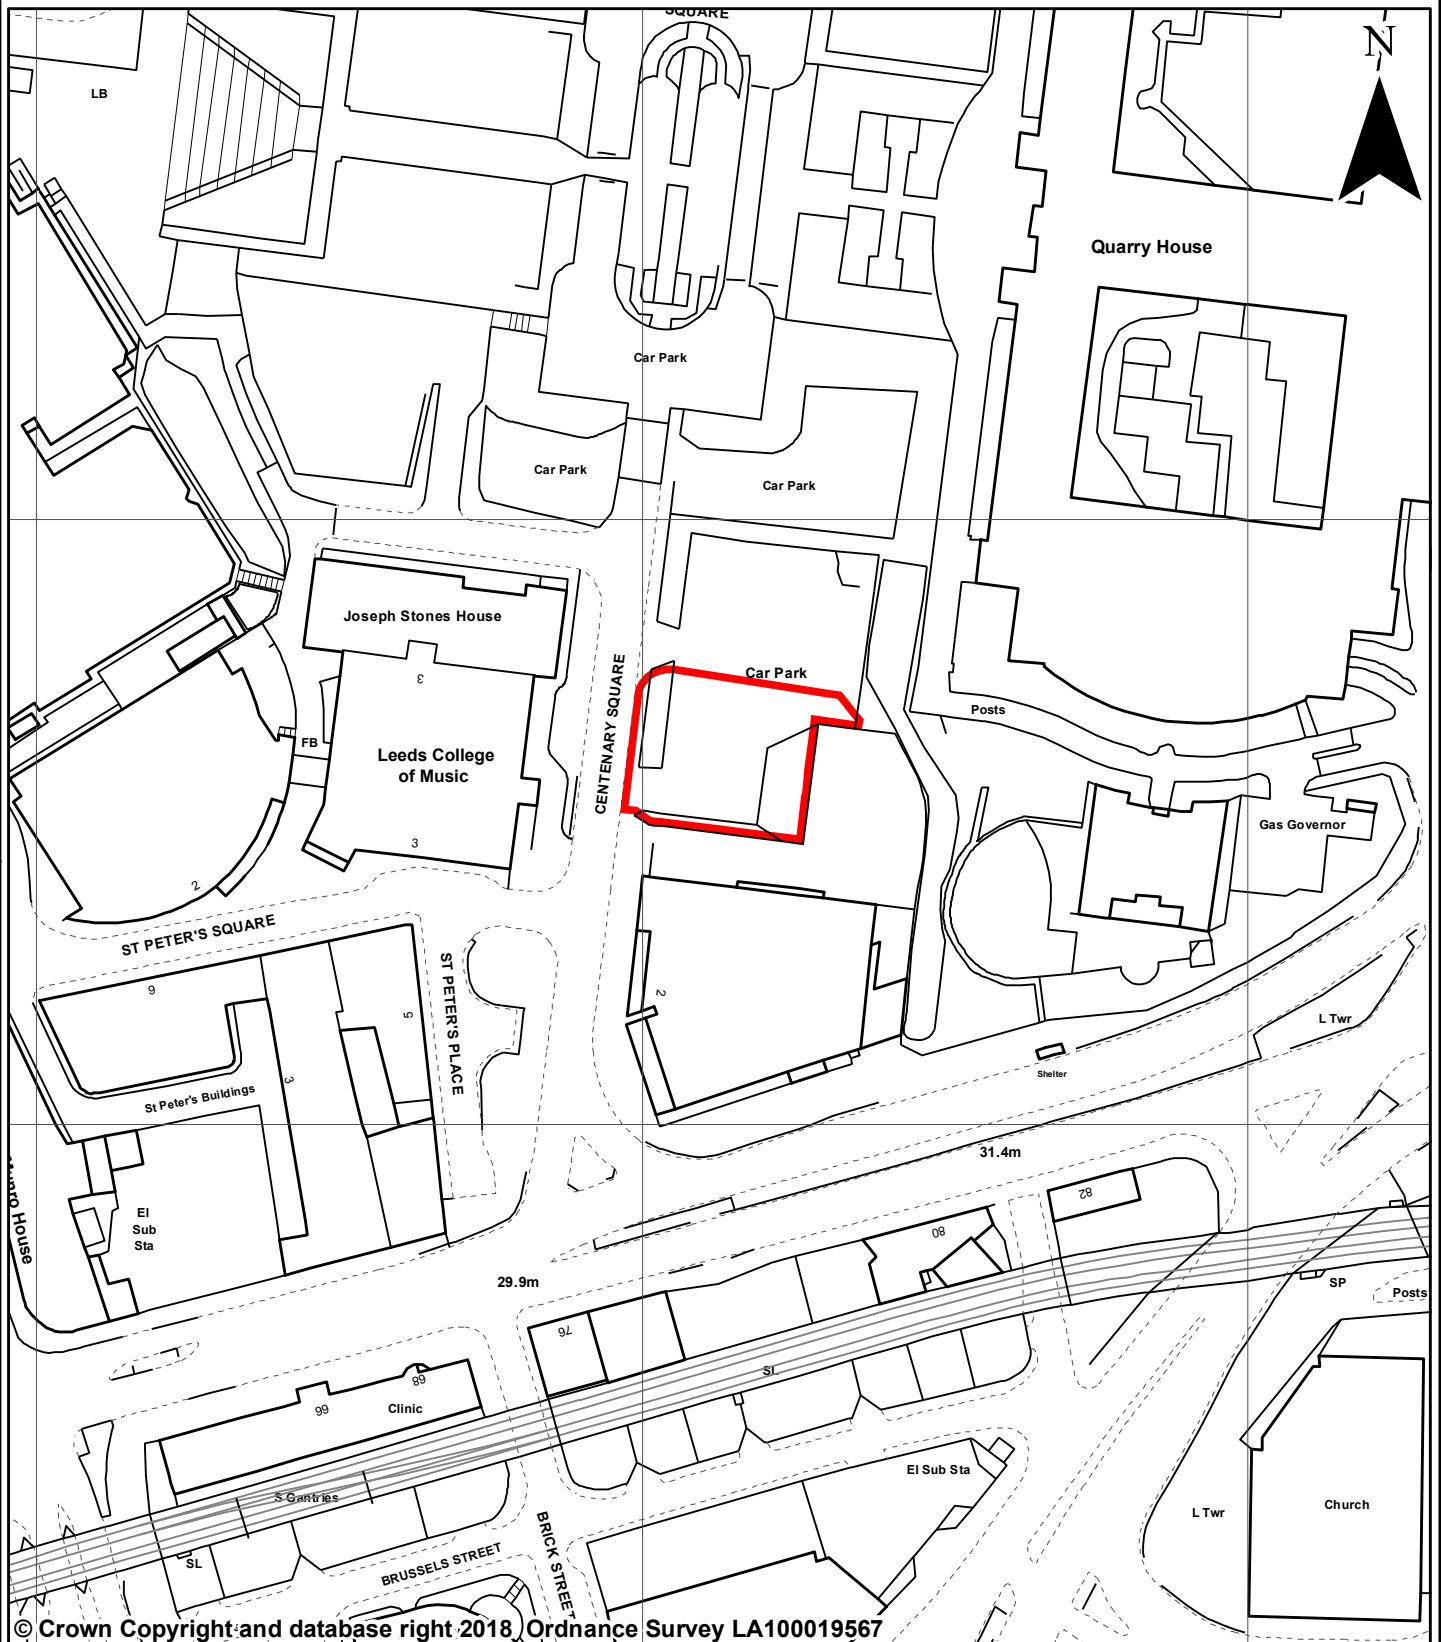 SQUARE
N
LB
Quarry House
Car Park
Car Park
Car Park
Joseph Stones House
3
Car Park
CENTENARY SQUARE
Posts
FB
Leeds College
of Music
3
Gas Governor
2
ST PETER'S SQUARE
ST PETER'S PLACE
9
5
2
L Twr
3
St Peter's Buildings
Shelter
31.4m
82
El
Sub
Sta
80
29.9m
SP
Posts
76
SL
68
66
Clinic
El Sub Sta
S Gantries
L Twr
Church
SL
BRUSSELS STREET
BRICK STREET
© Crown Copyright and database right 2018 Ordnance Survey LA100019567